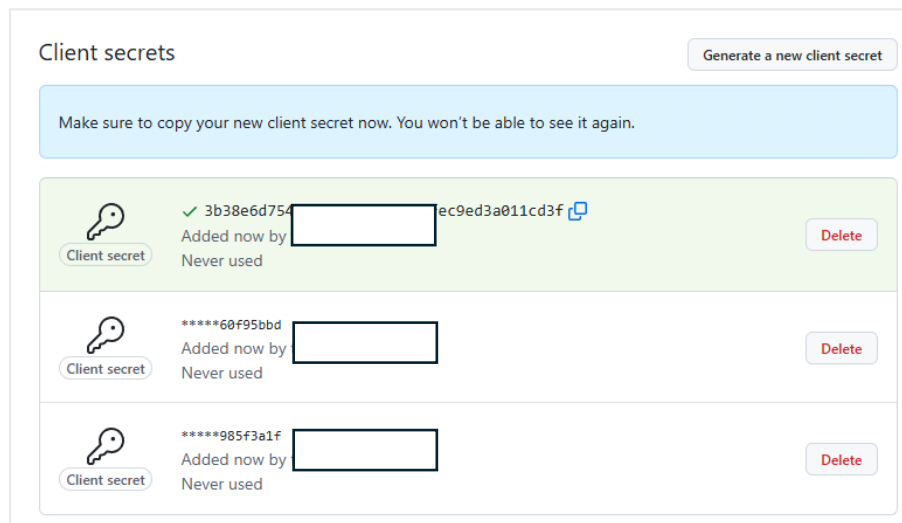 Client secrets
Generate a new client secret
Make sure to copy your new client secret now. You won't be able to see it again.
3b38e6d754 ec9ed3a011cd3f
Added now by
Never used
Client secret
Delete
*****60f95bbd
Added now by
Never used
Client secret
Delete
*****985f3a1f
Added now by
Never used
Client secret
Delete